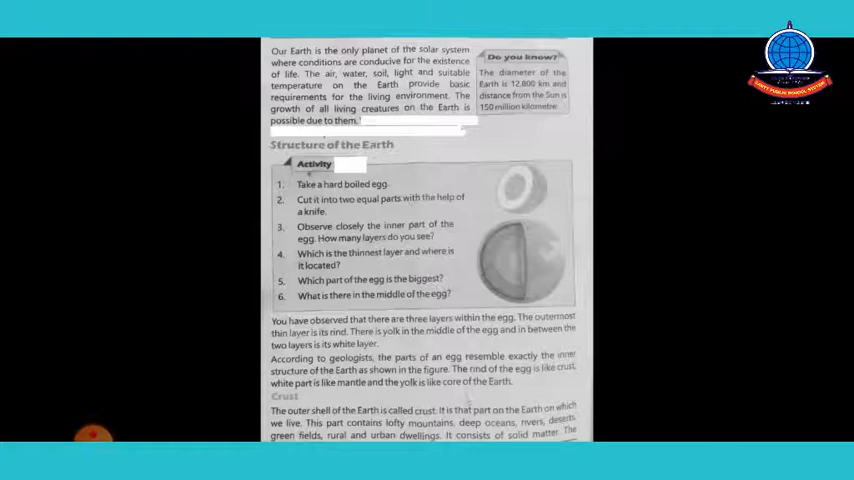 Our Earth is the only planet of the solar system
where conditions are conducive for the existence
of life. The air, water, soil, light and suitable
temperature on the Earth provide basic
requirements for the living environment. The
growth of all living creatures on the Earth is
possible due to them.
Do you know?
The diameter of the
Earth is 12,800 km and
distance from the Sun is
150 million kilometre
Structure of the Earth
Activity
1. Take a hard boiled egg.
2. Cut it into two equal parts with the help of
a knife.
3. Observe closely the inner part of the
egg. How many layers do you see?
4. Which is the thinnest layer and where is
it located?
5. Which part of the egg is the biggest?
6. What is there in the middle of the egg?
You have observed that there are three layers within the egg. The outermost
thin layer is its rind. There is yolk in the middle of the egg and in between the
two layers is its white layer.
According to geologists, the parts of an egg resemble exactly the inner
structure of the Earth as shown in the figure. The rind of the egg is like crust,
white part is like mantle and the yolk is like core of the Earth.
Crust
The outer shell of the Earth is called crust. It is that part on the Earth on which
we live. This part contains lofty mountains, deep oceans, rivers, deserts,
green fields, rural and urban dwellings. It consists of solid matter. The
PUBLIC SCHOOL SYSTEM